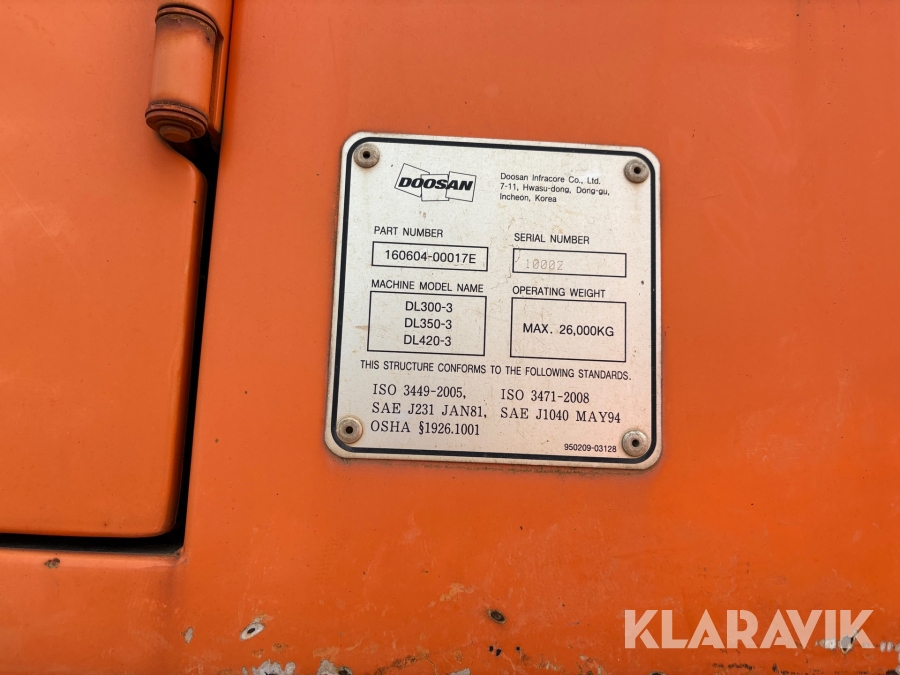 DOOSAN
Doosan Infracore Co., Ltd.
7-11, Hwasu-dong, Dong-gu,
Incheon, Korea
PART NUMBER
160604-00017E
SERIAL NUMBER
10002
MACHINE MODEL NAME
DL300-3
DL350-3
DL420-3
OPERATING WEIGHT
MAX. 26,000KG
THIS STRUCTURE CONFORMS TO THE FOLLOWING STANDARDS.
ISO 3449-2005, ISO 3471-2008
SAE J231 JAN81, SAE J1040 MAY94
OSHA §1926.1001
950209-03128
KLARAVIK